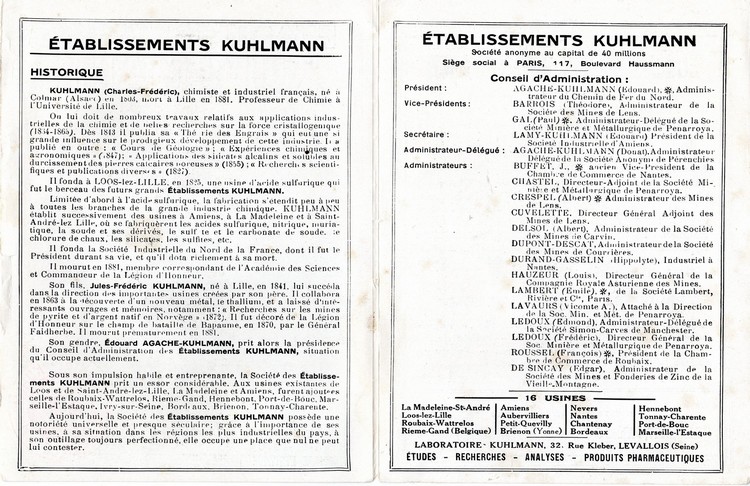 ÉTABLISSEMENTS KUHLMANN
HISTORIQUE
KUHLMANN (Charles-Frédéric), chimiste et industriel français, né à
Colmar (Alsace) en 1803, mort à Lille en 1881. Professeur de Chimie à
l'Université de Lille.
On lui doit de nombreux travaux relatifs aux applications indus-
trielles de la chimie et de belles recherches sur la force cristallogénique
(1834-1865). Dès 1843 il publia sa « Théorie des Engrais » qui eut une si
grande influence sur le prodigieux développement de cette industrie. Il a
publié en outre : « Cours de Géologie ; « Expériences chimiques et
agronomiques » (1847); « Applications des silicates alcalins et solubles au
durcissement des pierres calcaires poreuses » (1855) ; « Recherches scienti-
fiques et publications diverses » (1877).
Il fonda à LOOS-lez-LILLE, en 1825, une usine d'acide sulfurique qui
fut le berceau des futurs grands Établissements KUHLMANN.
Limitée d'abord à l'acide sulfurique, la fabrication s'étendit peu à peu
à toutes les branches de la grande industrie chimique. KUHLMANN
établit successivement des usines à Amiens, à La Madeleine et à Saint-
André-lez-Lille, où se fabriquèrent les acides sulfurique, nitrique, muria-
tique, la soude et ses dérivés, le sulfate et le carbonate de soude, le
chlorure de chaux, les silicates, les sulfites, etc.
Il fonda la Société Industrielle du Nord de la France, dont il fut le
Président durant sa vie, et qu'il dota richement à sa mort.
Il mourut en 1881, membre correspondant de l'Académie des Sciences
et Commandeur de la Légion d'Honneur.
Son fils, Jules-Frédéric KUHLMANN, né à Lille, en 1841, lui succéda
dans la direction des importantes usines créées par son père. Il collabora
en 1863 à la découverte d'un nouveau métal, le thallium, et a laissé d'inté-
ressants ouvrages et mémoires, notamment : « Recherches sur les mines
de pyrite et d'argent natif en Norvège » (1872). Il fut décoré de la Légion
d'Honneur sur le champ de bataille de Bapaume, en 1870, par le Général
Faidherbe. Il mourut prématurément en 1881.
Son gendre, Édouard AGACHE-KUHLMANN, prit alors la présidence
du Conseil d'Administration des Établissements KUHLMANN, situation
qu'il occupe actuellement.
Sous son impulsion habile et entreprenante, la Société des Établisse-
ments KUHLMANN prit un essor considérable. Aux usines existantes de
Loos et de Saint-André-lez-Lille, La Madeleine et Amiens, furent ajoutées
celles de Roubaix-Wattrelos, Rieme-Gand, Hennebont, Port-de-Bouc, Mar-
seille-l'Estaque, Ivry-sur-Seine, Bordeaux, Brienon, Tonnay-Charente.
Aujourd'hui, la Société des Établissements KUHLMANN possède une
notoriété universelle et presque séculaire; grâce à l'importance de ses
usines, à sa situation dans les régions les plus industrielles du pays, à
son outillage toujours perfectionné, elle occupe une place que nul ne peut
lui contester.
ÉTABLISSEMENTS KUHLMANN
Société anonyme au capital de 40 millions
Siège social à PARIS, 117, Boulevard Haussmann
Conseil d'Administration :
Président : AGACHE-KUHLMANN (Edouard), ✻, Adminis-
trateur du Chemin de Fer du Nord.
Vice-Présidents : BARROIS (Théodore), Administrateur de la
Société des Mines de Lens.
GAL (Paul) ✻, Administrateur-Délégué de la So-
ciété Minière et Métallurgique de Penarroya.
Secrétaire : LAMY-KUHLMANN (Edouard) Président de la
Société Industrielle d'Amiens.
Administrateur-Délégué : AGACHE-KUHLMANN (Donat), Administrateur
Délégué de la Société Anonyme de Pérenchies
Administrateurs : BUFFET, J., ✻ ancien Vice-Président de la
Chambre de Commerce de Nantes.
CHASTEL, Directeur-Adjoint de la Société Mi-
nière et Métallurgique de Penarroya.
CRESPEL (Albert) ✻ Administrateur des Mines
de Lens.
CUVELETTE, Directeur Général Adjoint des
Mines de Lens.
DELSOL (Albert), Administrateur de la Société
des Mines de Carvin.
DUPONT-DESCAT, Administrateur de la Société
des Mines de Courrières.
DURAND-GASSELIN (Hippolyte), Industriel à
Nantes.
HAUZEUR (Louis), Directeur Général de la
Compagnie Royale Asturienne des Mines.
LAMBERT (Emile), ✻, de la Société Lambert,
Rivière et Cie, Paris.
LAVAURS (Vicomte A.), Attaché à la Direction
de la Soc. Min. et Mét. de Penarroya.
LEDOUX (Edmond), Administrateur-Délégué de
la Société Simon-Carves de Manchester.
LEDOUX (Frédéric), Directeur Général de la
Soc. Minière et Métallurgique de Penarroya.
ROUSSEL (François) ✻, Président de la Cham-
bre de Commerce de Roubaix.
DE SINCAY (Edgar), Administrateur de la
Société des Mines et Fonderies de Zinc de la
Vieille-Montagne.
16 USINES
La Madeleine-St-André Amiens Nevers Hennebont
Loos-lez-Lille Aubervilliers Nantes Tonnay-Charente
Roubaix-Wattrelos Petit-Quevilly Chantenay Port-de-Bouc
Rieme-Gand (Belgique) Brienon (Yonne) Bordeaux Marseille-l'Estaque
LABORATOIRE - KUHLMANN, 32, Rue Kleber, LEVALLOIS (Seine)
ÉTUDES - RECHERCHES - ANALYSES - PRODUITS PHARMACEUTIQUES